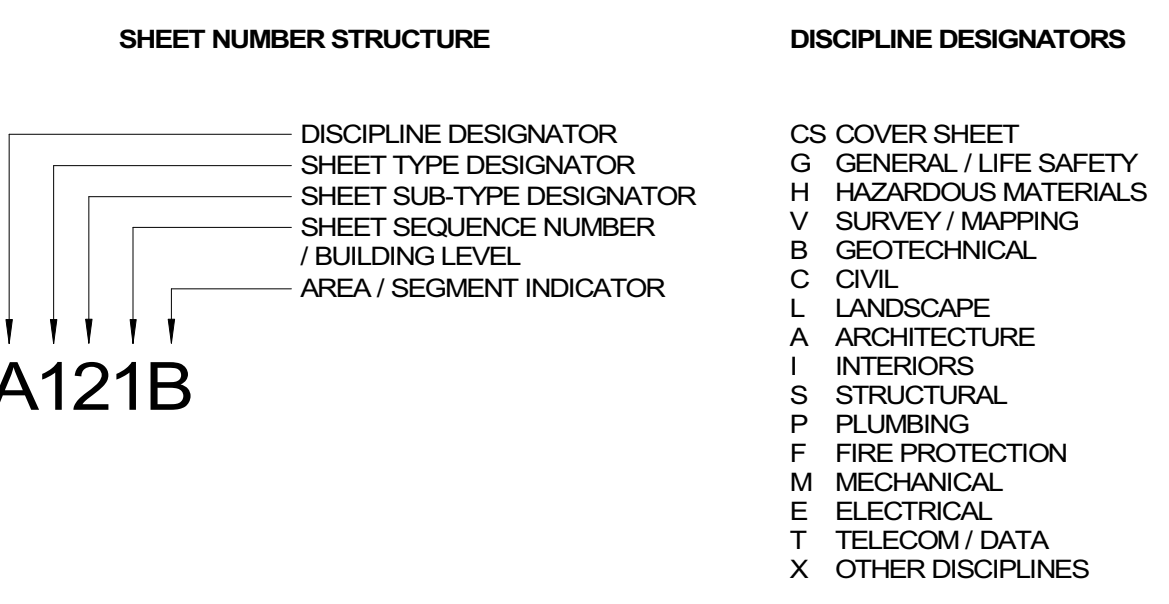 SHEET NUMBER STRUCTURE
DISCIPLINE DESIGNATOR
SHEET TYPE DESIGNATOR
SHEET SUB-TYPE DESIGNATOR
SHEET SEQUENCE NUMBER
/ BUILDING LEVEL
AREA / SEGMENT INDICATOR
A121B
DISCIPLINE DESIGNATORS
CS COVER SHEET
G GENERAL / LIFE SAFETY
H HAZARDOUS MATERIALS
V SURVEY / MAPPING
B GEOTECHNICAL
C CIVIL
L LANDSCAPE
A ARCHITECTURE
I INTERIORS
S STRUCTURAL
P PLUMBING
F FIRE PROTECTION
M MECHANICAL
E ELECTRICAL
T TELECOM / DATA
X OTHER DISCIPLINES